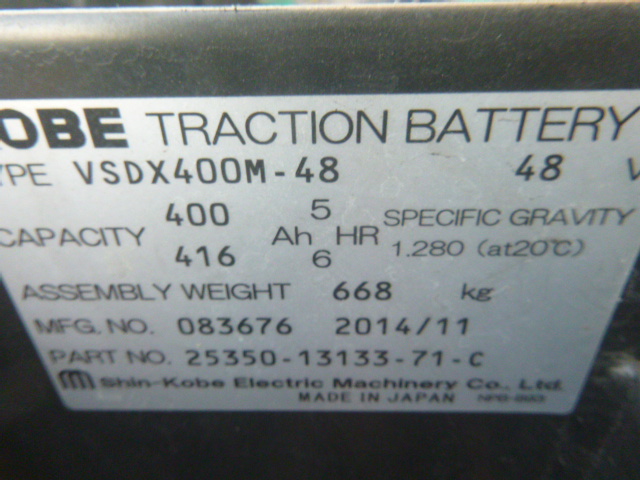 OBE TRACTION BATTERY
YPE VSDX400M-48 48 V
400 5
CAPACITY Ah HR SPECIFIC GRAVITY
416 6 1.280 (at20℃)
ASSEMBLY WEIGHT 668 kg
MFG. NO. 083676 2014/11
PART NO. 25350-13133-71-C
Shin-Kobe Electric Machinery Co., Ltd.
MADE IN JAPAN